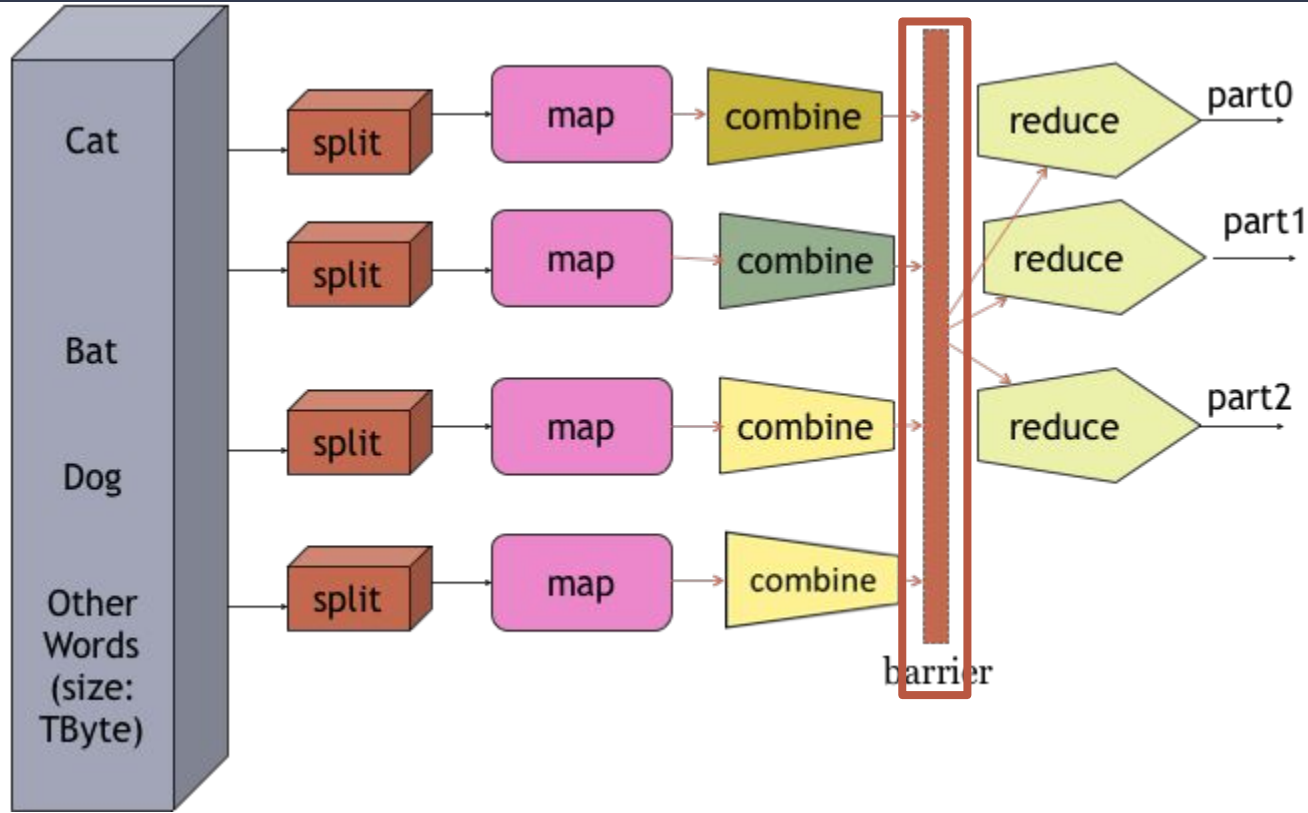 Cat
Bat
Dog
Other
Words
(size:
TByte)
split
map
combine
reduce
part0
split
map
combine
reduce
part1
split
map
combine
reduce
part2
split
map
combine
barrier